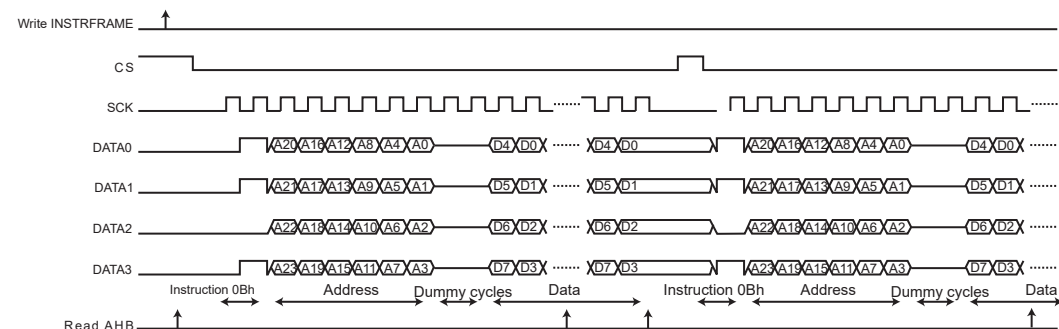 Write INSTRFRAME
CS
SCK
DATA0 A20 A16 A12 A8 A4 A0 D4 D0 D4 D0 A20 A16 A12 A8 A4 A0 D4 D0
DATA1 A21 A17 A13 A9 A5 A1 D5 D1 D5 D1 A21 A17 A13 A9 A5 A1 D5 D1
DATA2 A22 A18 A14 A10 A6 A2 D6 D2 D6 D2 A22 A18 A14 A10 A6 A2 D6 D2
DATA3 A23 A19 A15 A11 A7 A3 D7 D3 D7 D3 A23 A19 A15 A11 A7 A3 D7 D3
Instruction 0Bh Address Dummy cycles Data Instruction 0Bh Address Dummy cycles Data
Read AHB